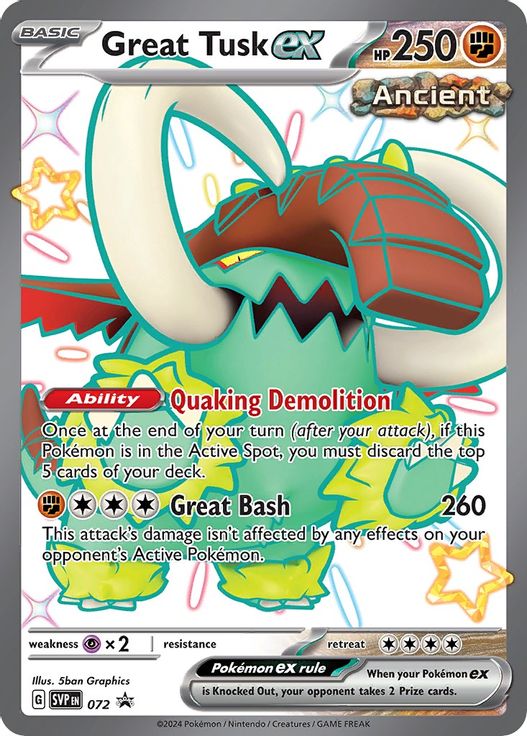 BASIC
Great Tusk ex HP 250
Ancient
Ability Quaking Demolition
Once at the end of your turn (after your attack), if this
Pokémon is in the Active Spot, you must discard the top
5 cards of your deck.
Great Bash 260
This attack's damage isn't affected by any effects on your
opponent's Active Pokémon.
weakness ×2 resistance retreat
Pokémon ex rule When your Pokémon ex
is Knocked Out, your opponent takes 2 Prize cards.
Illus. 5ban Graphics
G SVP EN 072
©2024 Pokémon / Nintendo / Creatures / GAME FREAK